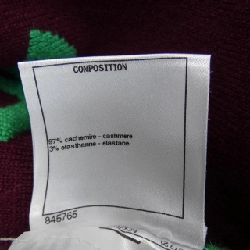 COMPOSITION
97% cachemire - cashmere
3% elasthanne - elastane
846765